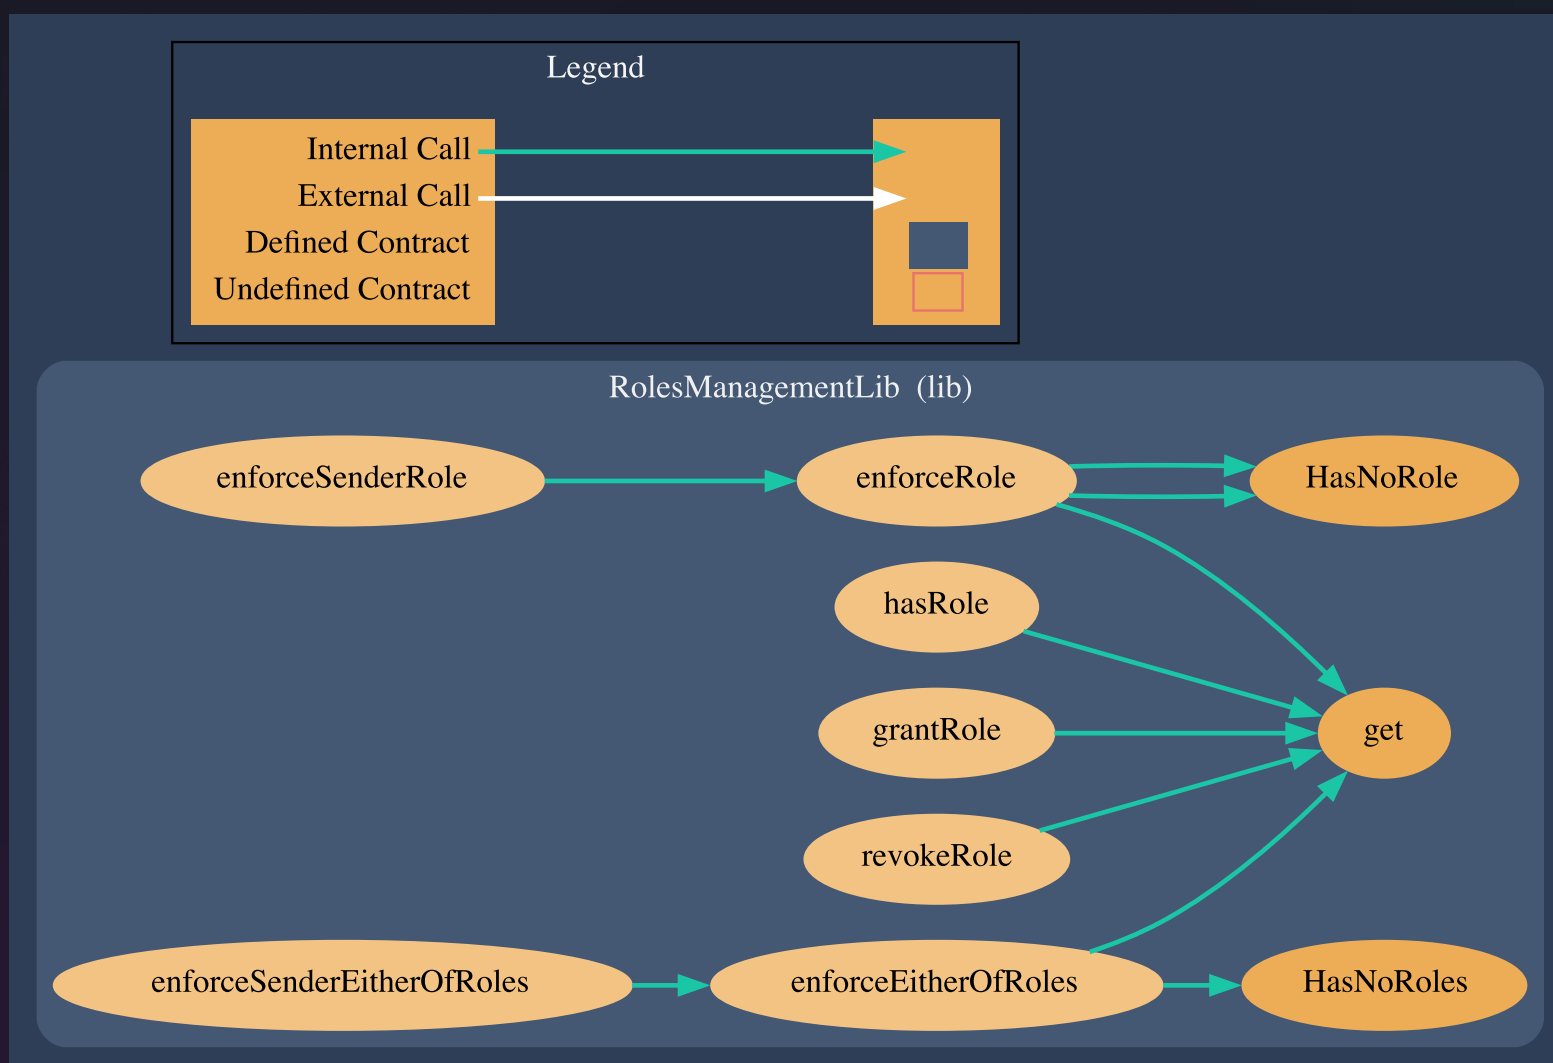 Legend
Internal Call
External Call
Defined Contract
Undefined Contract
RolesManagementLib  (lib)
enforceSenderRole
enforceRole
HasNoRole
hasRole
grantRole
get
revokeRole
enforceSenderEitherOfRoles
enforceEitherOfRoles
HasNoRoles